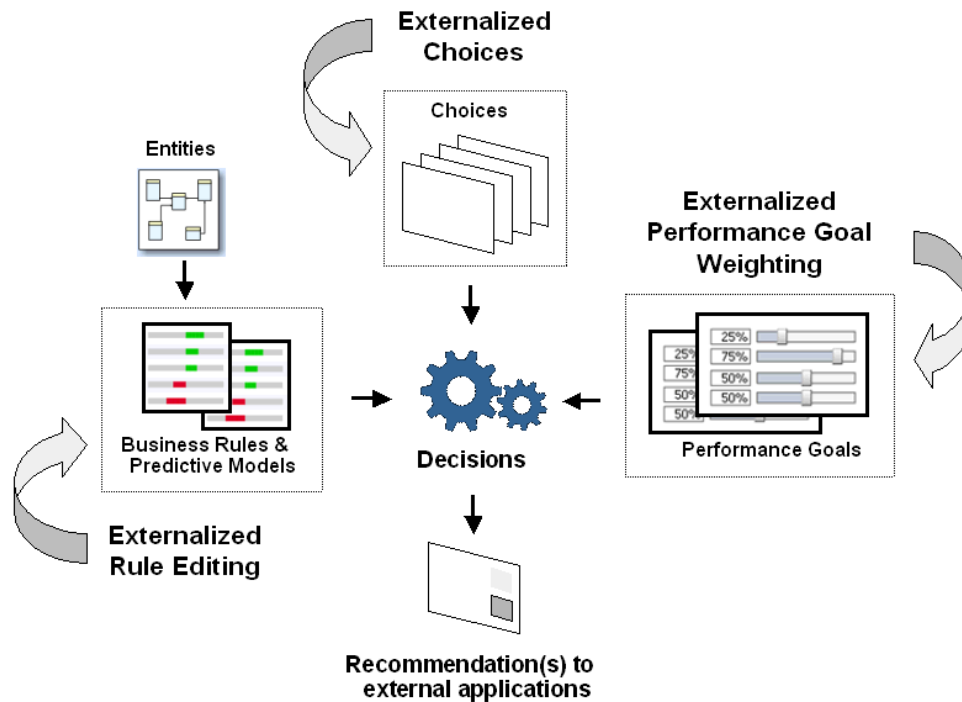 Externalized
Choices
Choices
Entities
Externalized
Performance Goal
Weighting
25%
75%
50%
50%
25%
75%
50%
50%
Business Rules &
Predictive Models
Decisions
Performance Goals
Externalized
Rule Editing
Recommendation(s) to
external applications